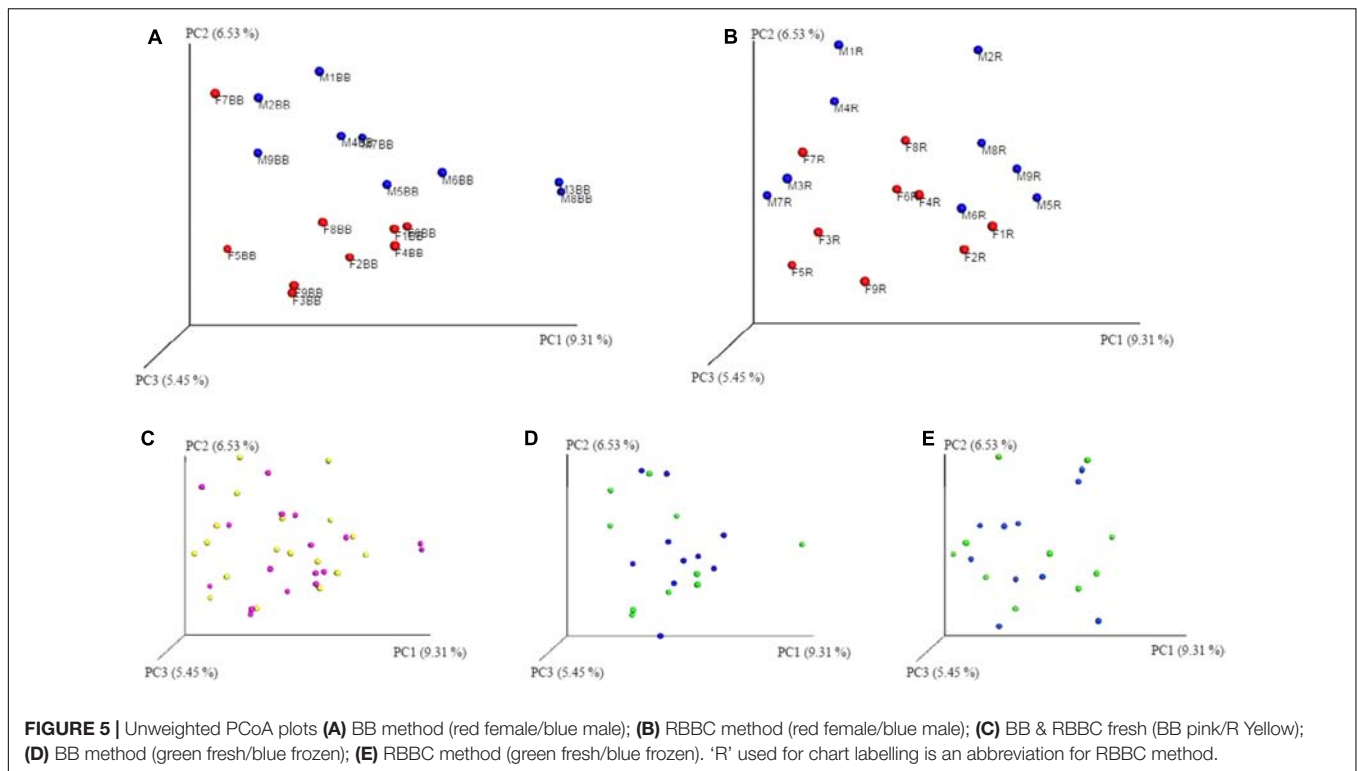 A
PC2 (6.53 %)
M1BB
F7BB
M2BB
M4BB
M7BB
M9BB
M5BB
M6BB
M3BB
M8BB
F8BB
F1BB
F6BB
F4BB
F5BB
F2BB
F9BB
F3BB
PC1 (9.31 %)
PC3 (5.45 %)
B
PC2 (6.53 %)
M1R
M2R
M4R
F8R
M8R
F7R
M3R
M9R
M7R
F6R
F4R
M5R
M6R
F1R
F3R
F2R
F5R
F9R
PC1 (9.31 %)
PC3 (5.45 %)
C
PC2 (6.53 %)
PC1 (9.31 %)
PC3 (5.45 %)
D
PC2 (6.53 %)
PC1 (9.31 %)
PC3 (5.45 %)
E
PC2 (6.53 %)
PC1 (9.31 %)
PC3 (5.45 %)
FIGURE 5 | Unweighted PCoA plots (A) BB method (red female/blue male); (B) RBBC method (red female/blue male); (C) BB & RBBC fresh (BB pink/R Yellow);
(D) BB method (green fresh/blue frozen); (E) RBBC method (green fresh/blue frozen). 'R' used for chart labelling is an abbreviation for RBBC method.